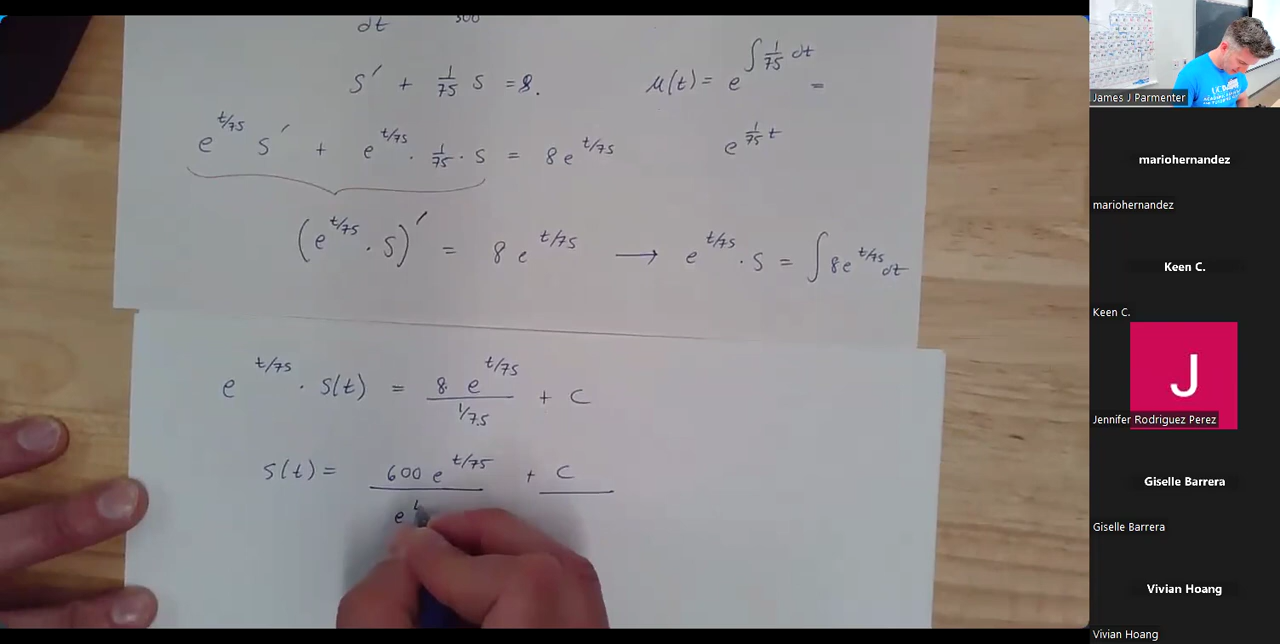 dt
S′ + 1/75 S = 8.
μ(t) = e^∫ 1/75 dt =
e^t/75 S′ + e^t/75 · 1/75 · S = 8e^t/75
e^1/75 t
(e^t/75 · S)′ = 8 e^t/75 → e^t/75 · S = ∫ 8e^t/75 dt
e^t/75 · S(t) = 8 e^t/75 / 1/75 + C
S(t) = 600 e^t/75 + C
e
James J Parmenter
mariohernandez
mariohernandez
Keen C.
Keen C.
J
Jennifer Rodriguez Perez
Giselle Barrera
Giselle Barrera
Vivian Hoang
Vivian Hoang